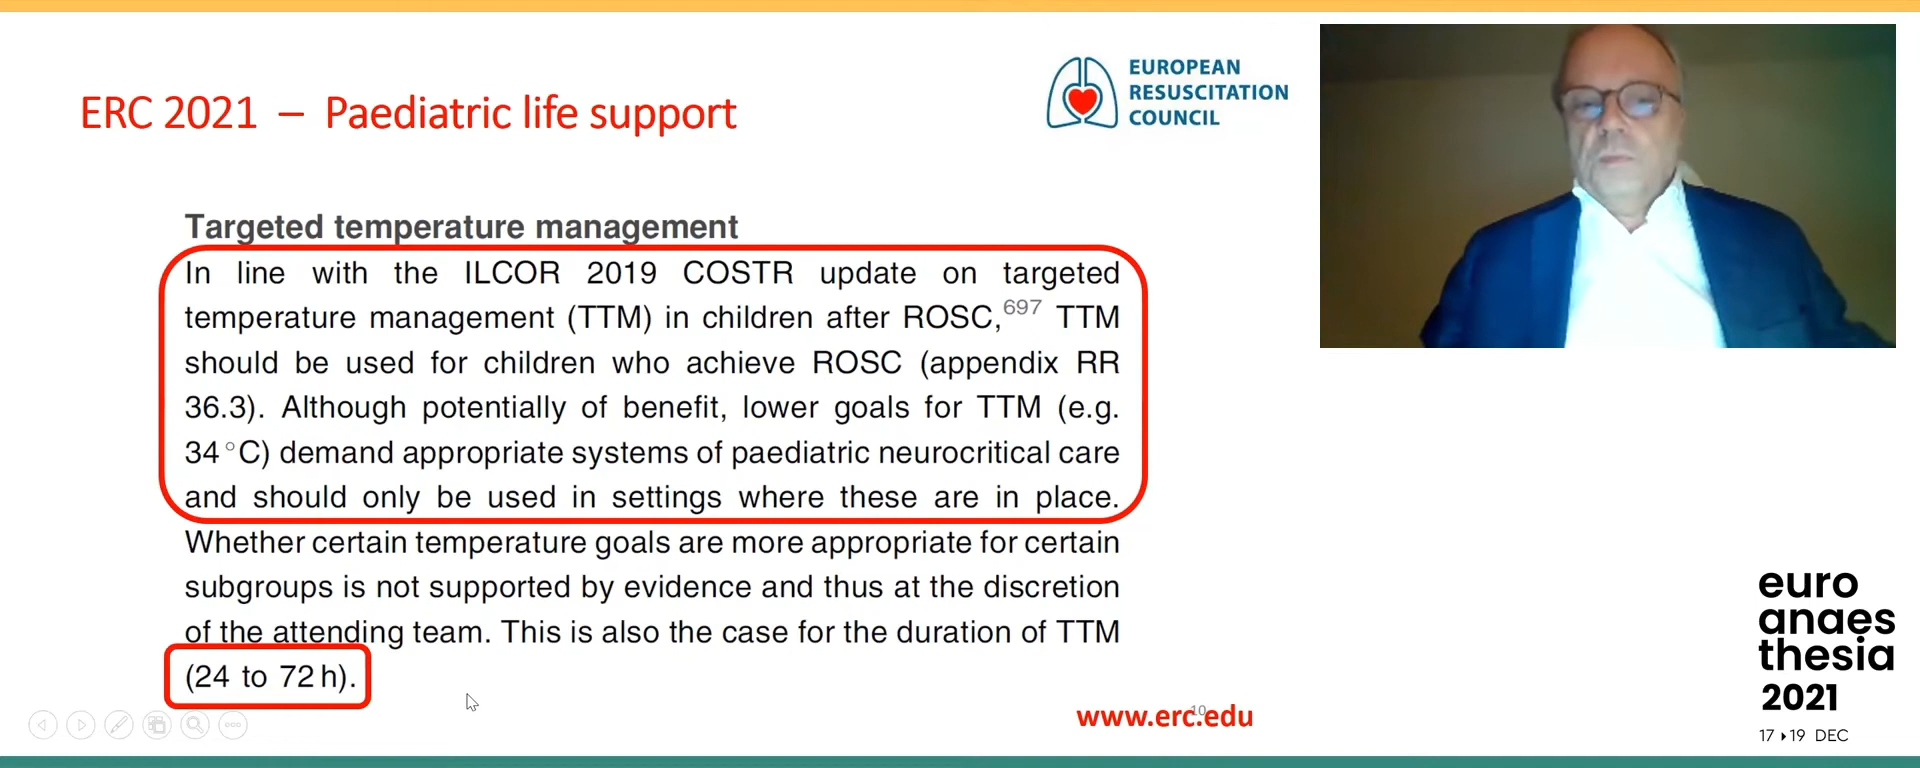 ERC 2021 – Paediatric life support
EUROPEAN
RESUSCITATION
COUNCIL
Targeted temperature management
In line with the ILCOR 2019 COSTR update on targeted
temperature management (TTM) in children after ROSC,697 TTM
should be used for children who achieve ROSC (appendix RR
36.3). Although potentially of benefit, lower goals for TTM (e.g.
34 °C) demand appropriate systems of paediatric neurocritical care
and should only be used in settings where these are in place.
Whether certain temperature goals are more appropriate for certain
subgroups is not supported by evidence and thus at the discretion
of the attending team. This is also the case for the duration of TTM
(24 to 72 h).
www.erc.edu
10
euro
anaes
thesia
2021
17 ▸ 19 DEC